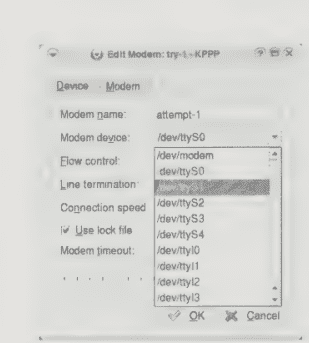 Edit Modem: try-1 - KPPP
Device Modem
Modem name: attempt-1
Modem device: /dev/ttyS0
Flow control: /dev/modem
dev/ttyS0
Line termination:
Connection speed /dev/ttyS2
/dev/ttyS3
Use lock file /dev/ttyS4
Modem timeout: /dev/ttyI0
/dev/ttyI1
/dev/ttyI2
/dev/ttyI3
OK Cancel